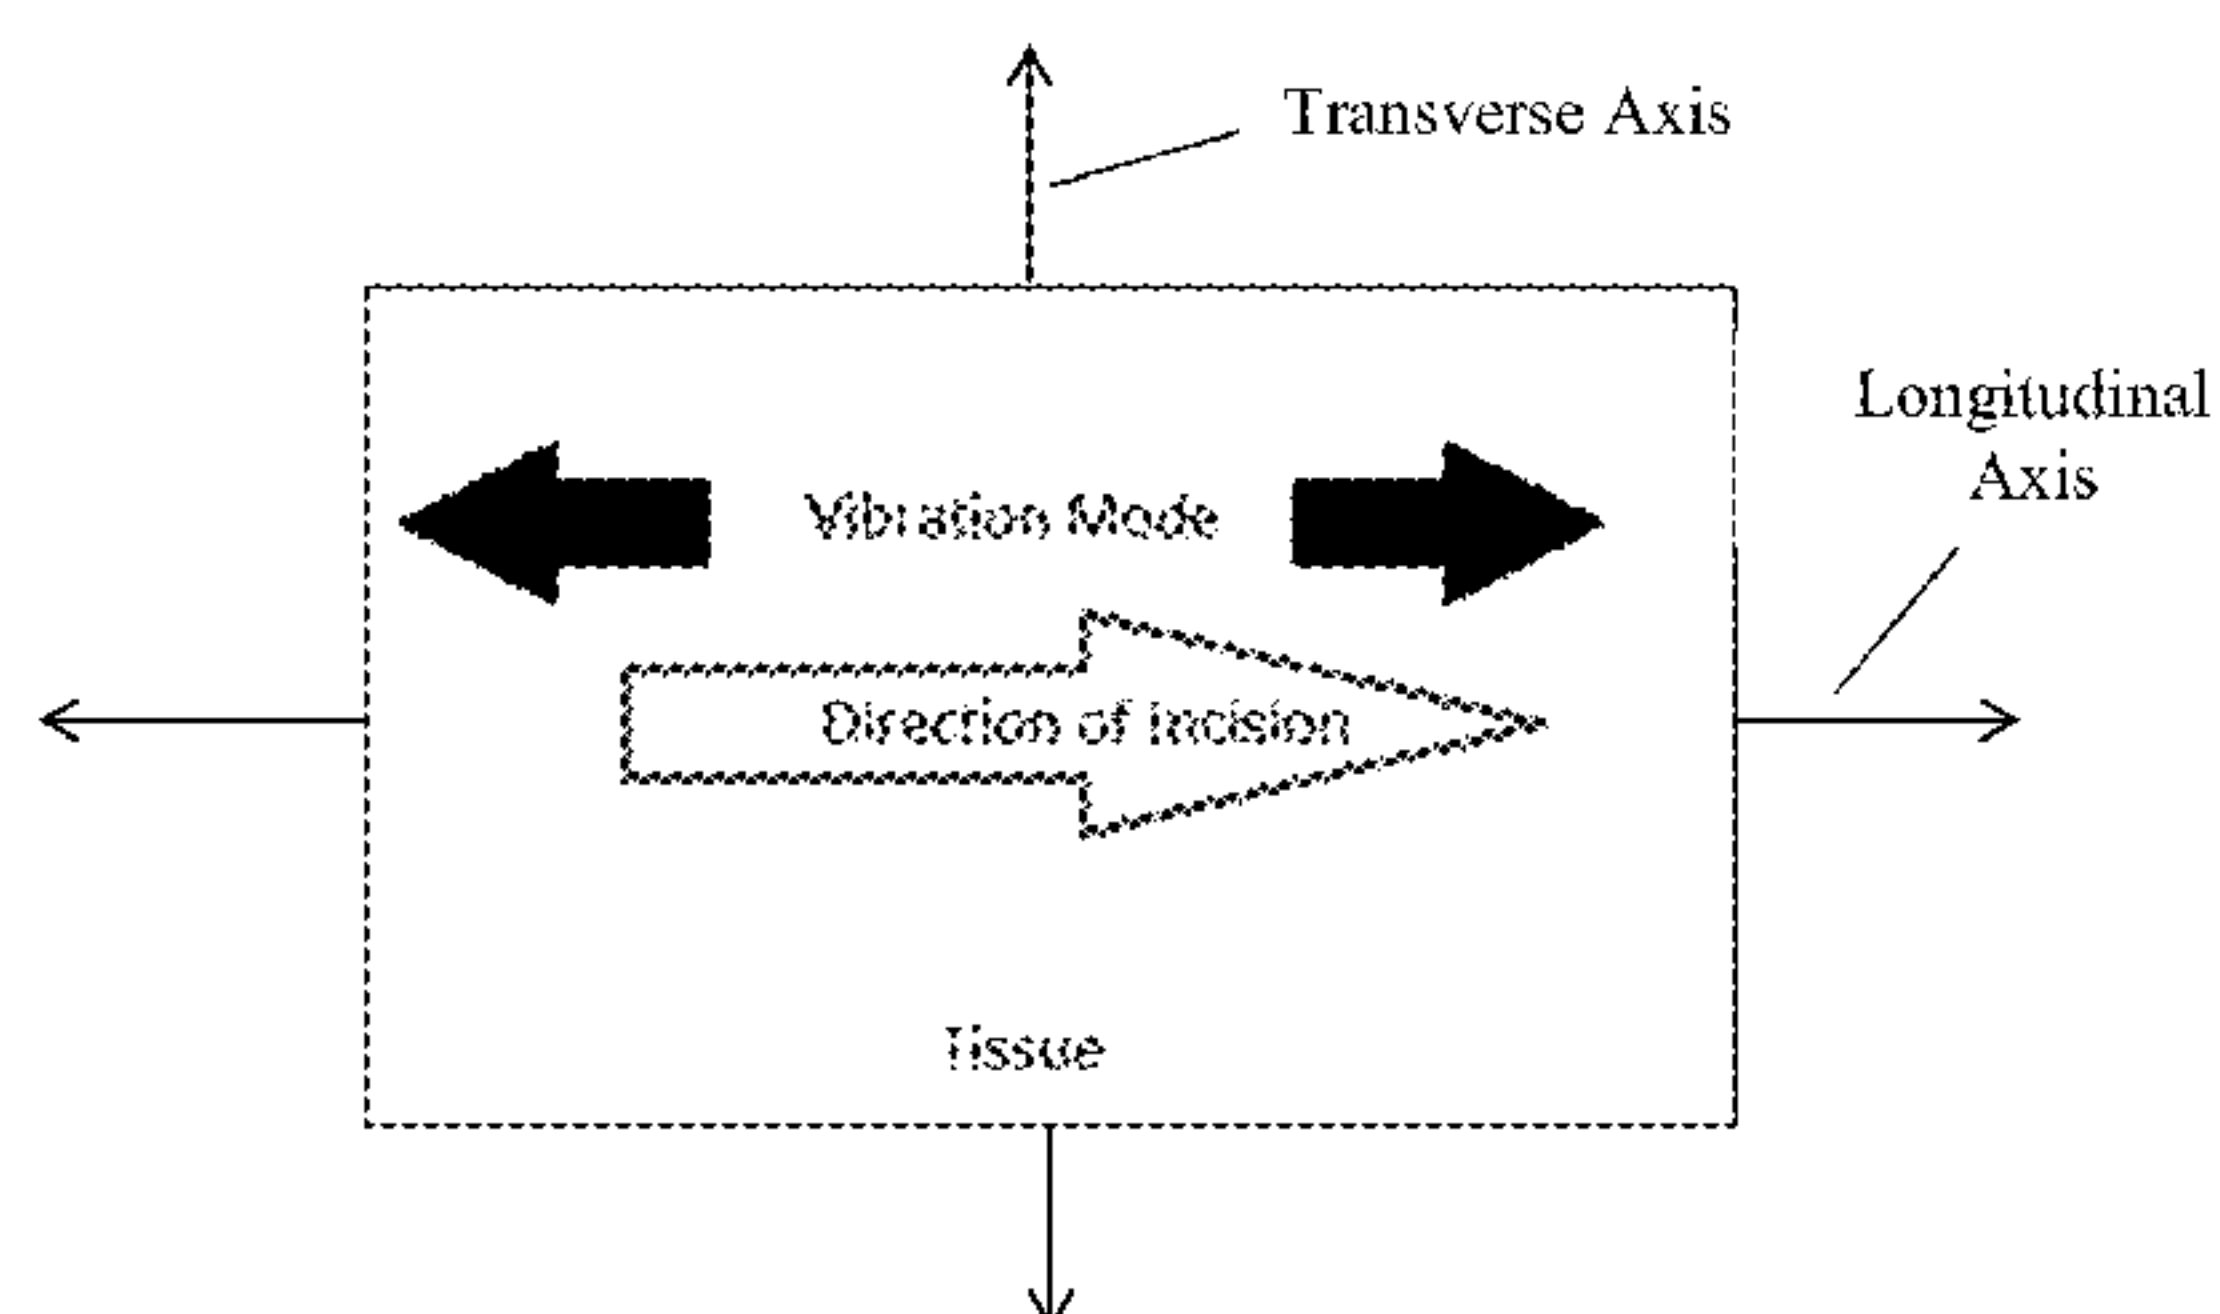 Transverse Axis
Longitudinal
Axis
Vibration Mode
Direction of Incision
Tissue